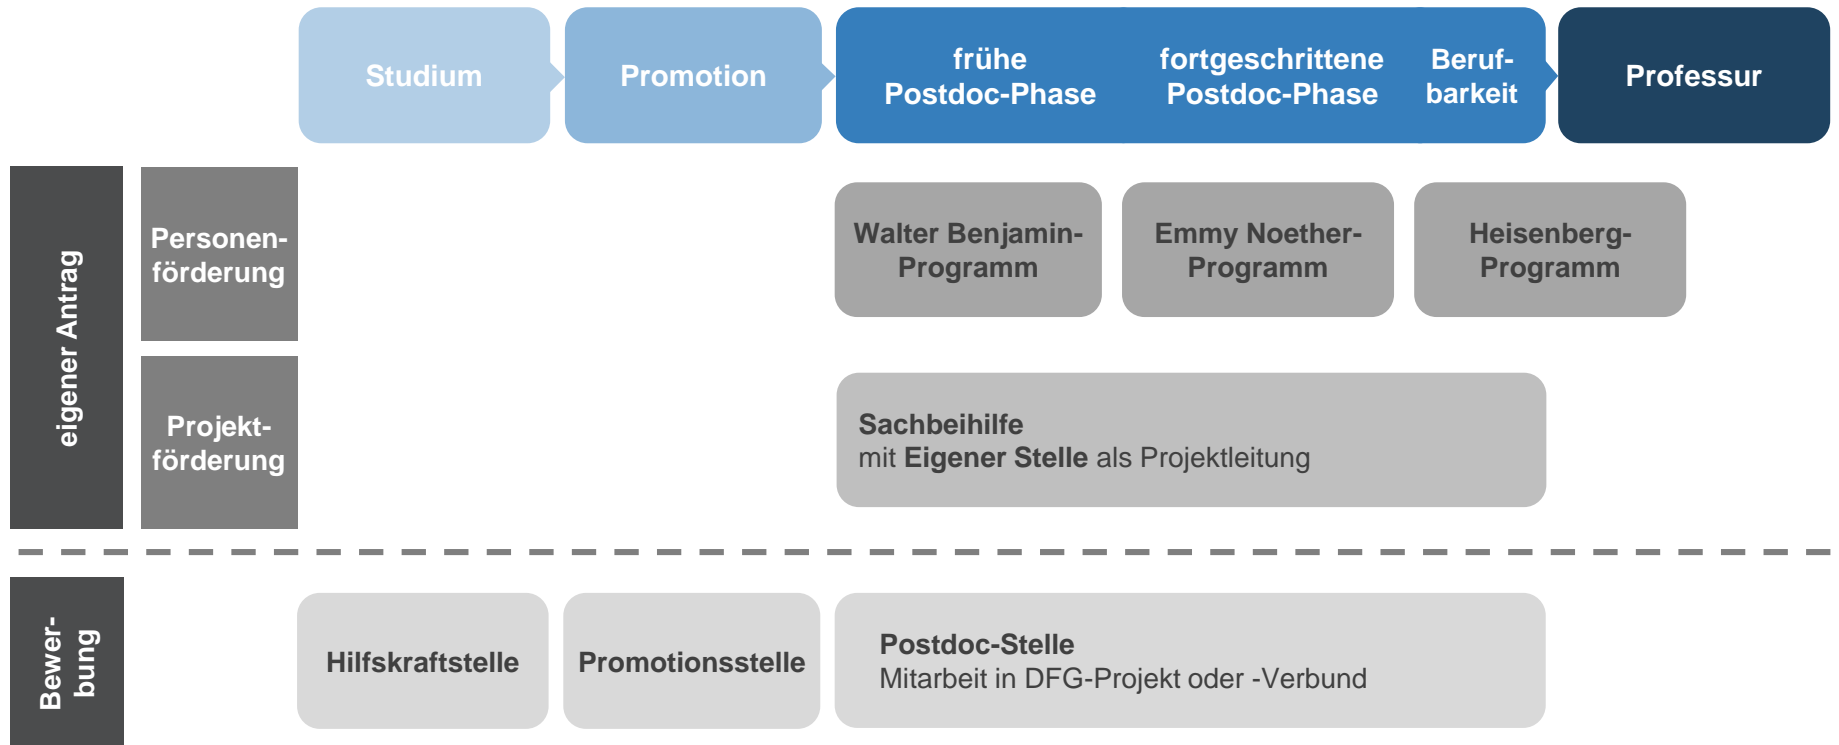 Studium
Promotion
frühe
Postdoc-Phase
fortgeschrittene
Postdoc-Phase
Beruf-
barkeit
Professur
eigener Antrag
Personen-
förderung
Walter Benjamin-
Programm
Emmy Noether-
Programm
Heisenberg-
Programm
Projekt-
förderung
Sachbeihilfe
mit Eigener Stelle als Projektleitung
Bewer-
bung
Hilfskraftstelle
Promotionsstelle
Postdoc-Stelle
Mitarbeit in DFG-Projekt oder -Verbund